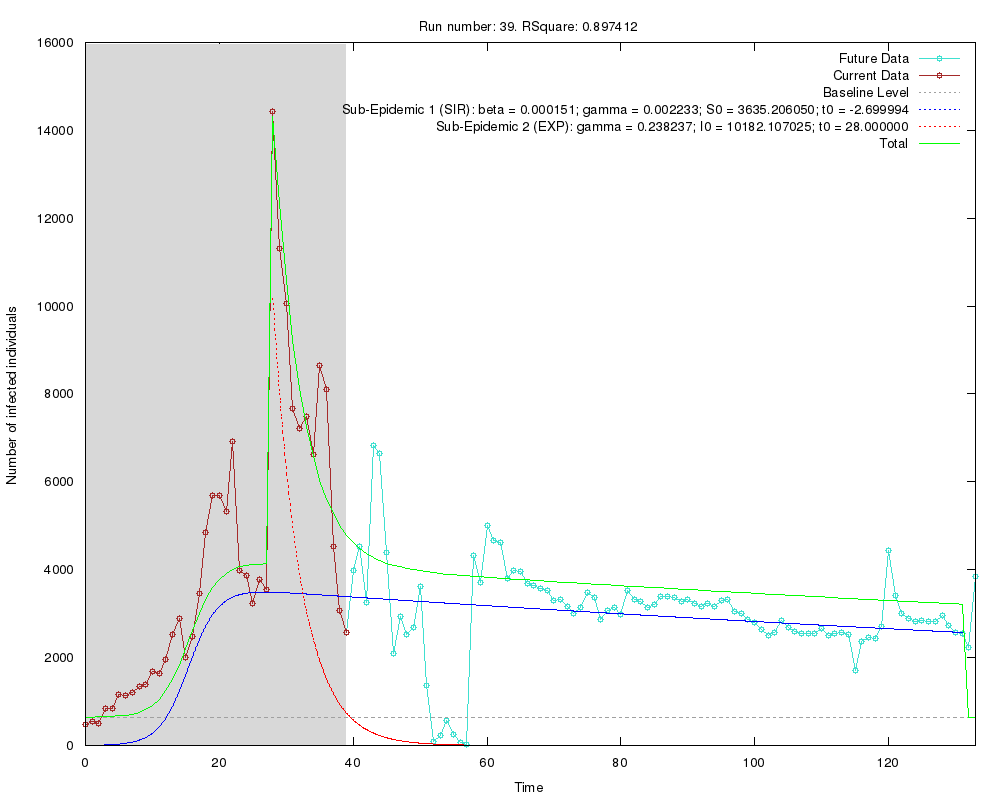 Run number: 39. RSquare: 0.897412
16000
14000
12000
10000
8000
6000
4000
2000
0
Number of infected individuals
Future Data
Current Data
Baseline Level
Sub-Epidemic 1 (SIR): beta = 0.000151; gamma = 0.002233; S0 = 3635.206050; t0 = -2.699994
Sub-Epidemic 2 (EXP): gamma = 0.238237; I0 = 10182.107025; t0 = 28.000000
Total
0 20 40 60 80 100 120
Time